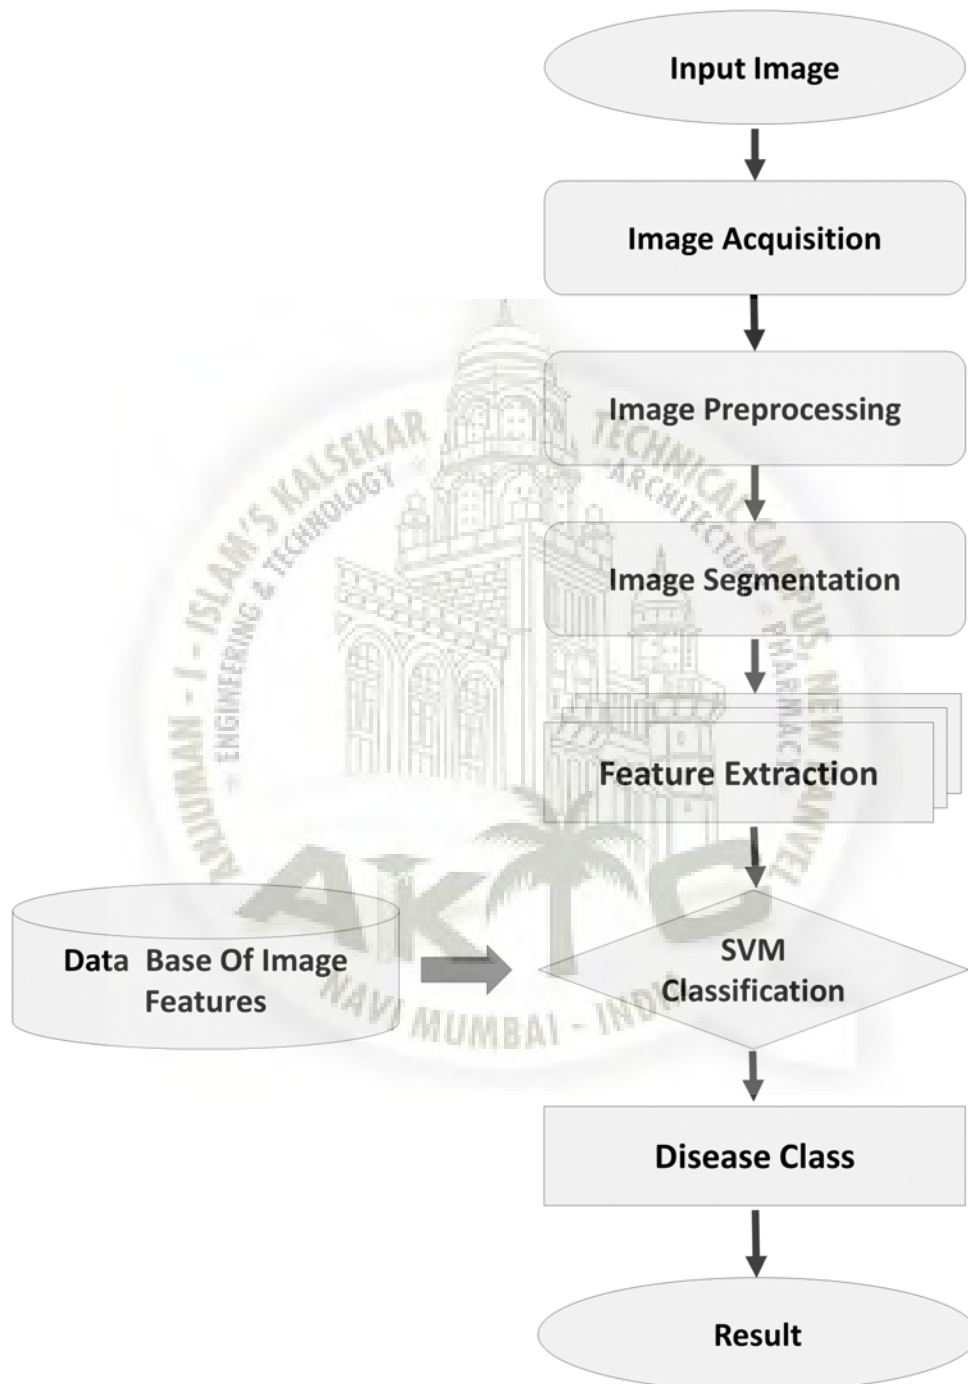 Input Image
Image Acquisition
Image Preprocessing
Image Segmentation
Feature Extraction
Data Base Of Image
Features
SVM
Classification
Disease Class
Result
ANJUMAN - I - ISLAM'S KALSEKAR TECHNICAL CAMPUS, NEW PANVEL
ENGINEERING & TECHNOLOGY ARCHITECTURE PHARMACY
AKTC
NAVI MUMBAI - INDIA